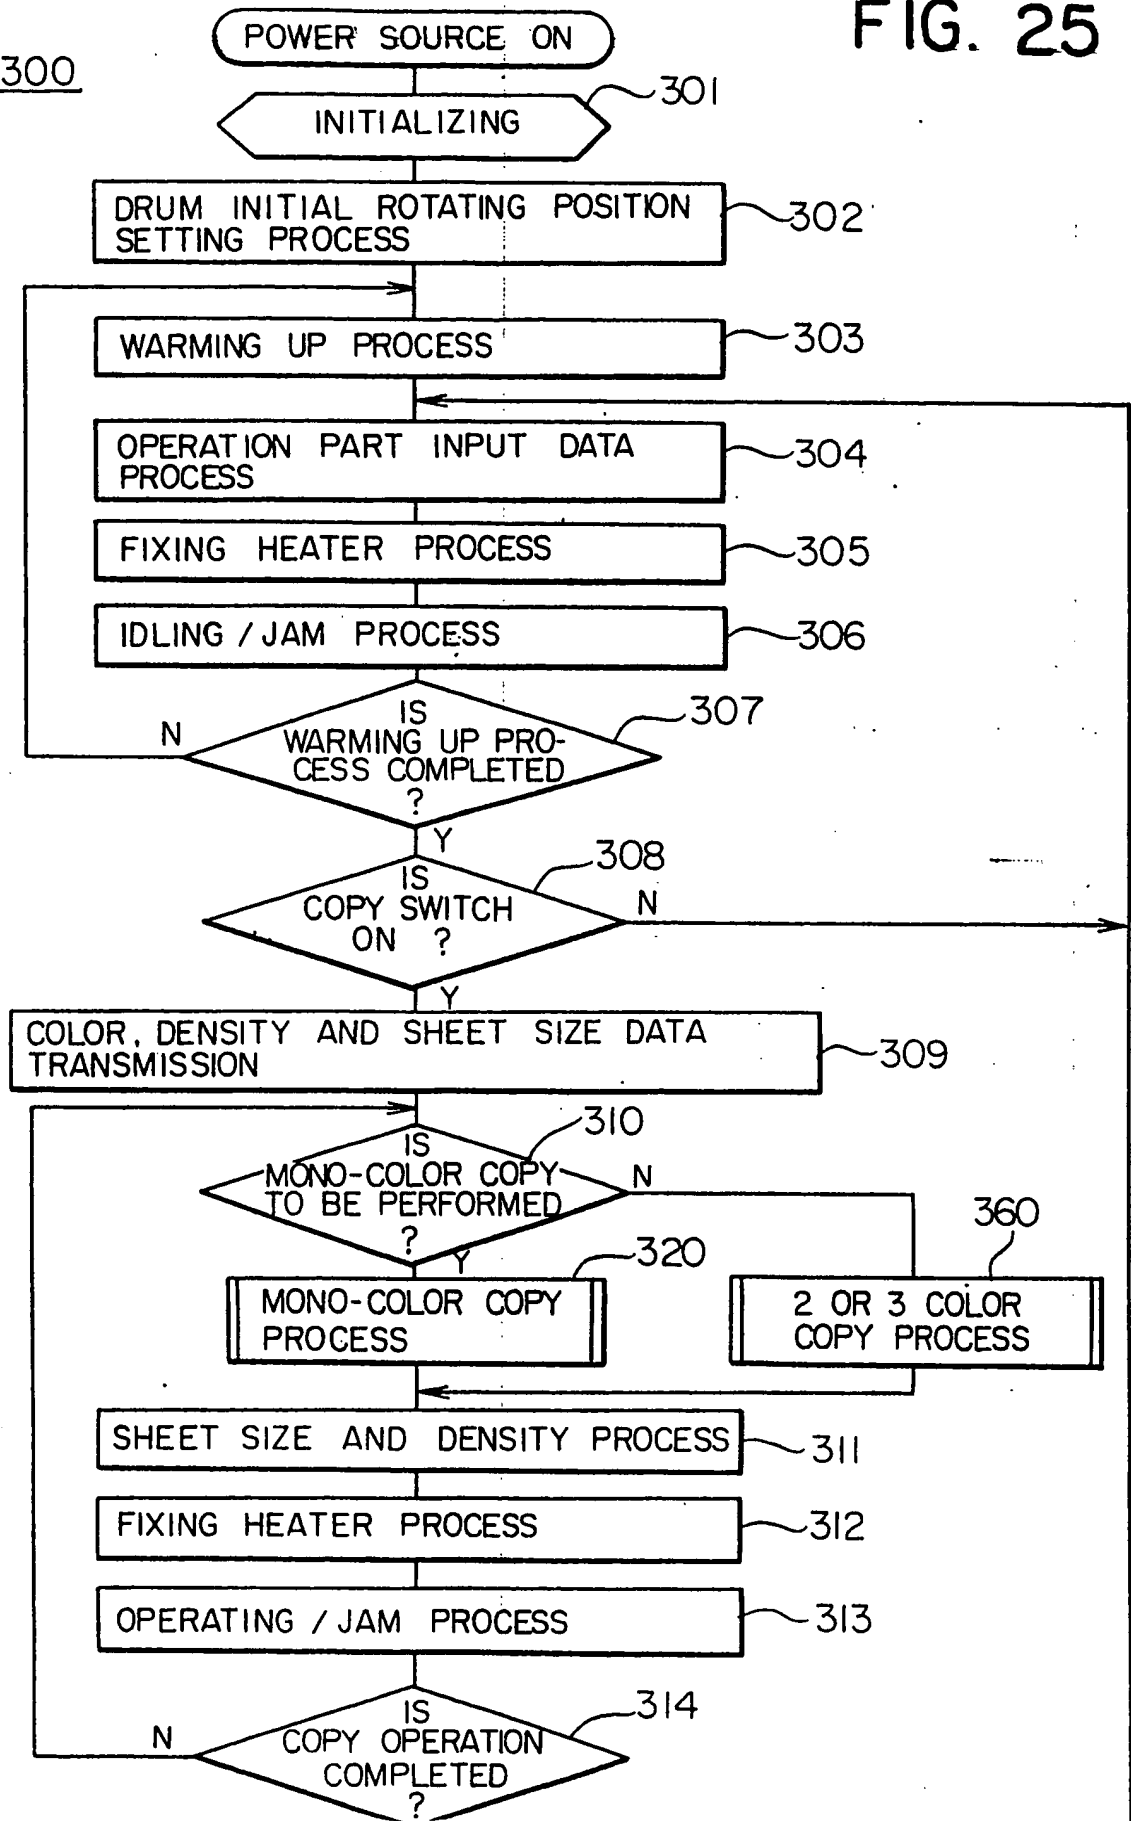 FIG. 25
300
POWER SOURCE ON
301
INITIALIZING
DRUM INITIAL ROTATING POSITION
SETTING PROCESS
302
WARMING UP PROCESS
303
OPERATION PART INPUT DATA
PROCESS
304
FIXING HEATER PROCESS
305
IDLING / JAM PROCESS
306
IS
WARMING UP PRO-
CESS COMPLETED
?
307
N
Y
308
IS
COPY SWITCH
ON ?
N
Y
COLOR, DENSITY AND SHEET SIZE DATA
TRANSMISSION
309
310
IS
MONO-COLOR COPY
TO BE PERFORMED
?
N
Y
320
MONO-COLOR COPY
PROCESS
360
2 OR 3 COLOR
COPY PROCESS
SHEET SIZE AND DENSITY PROCESS
311
FIXING HEATER PROCESS
312
OPERATING / JAM PROCESS
313
314
IS
COPY OPERATION
COMPLETED
?
N